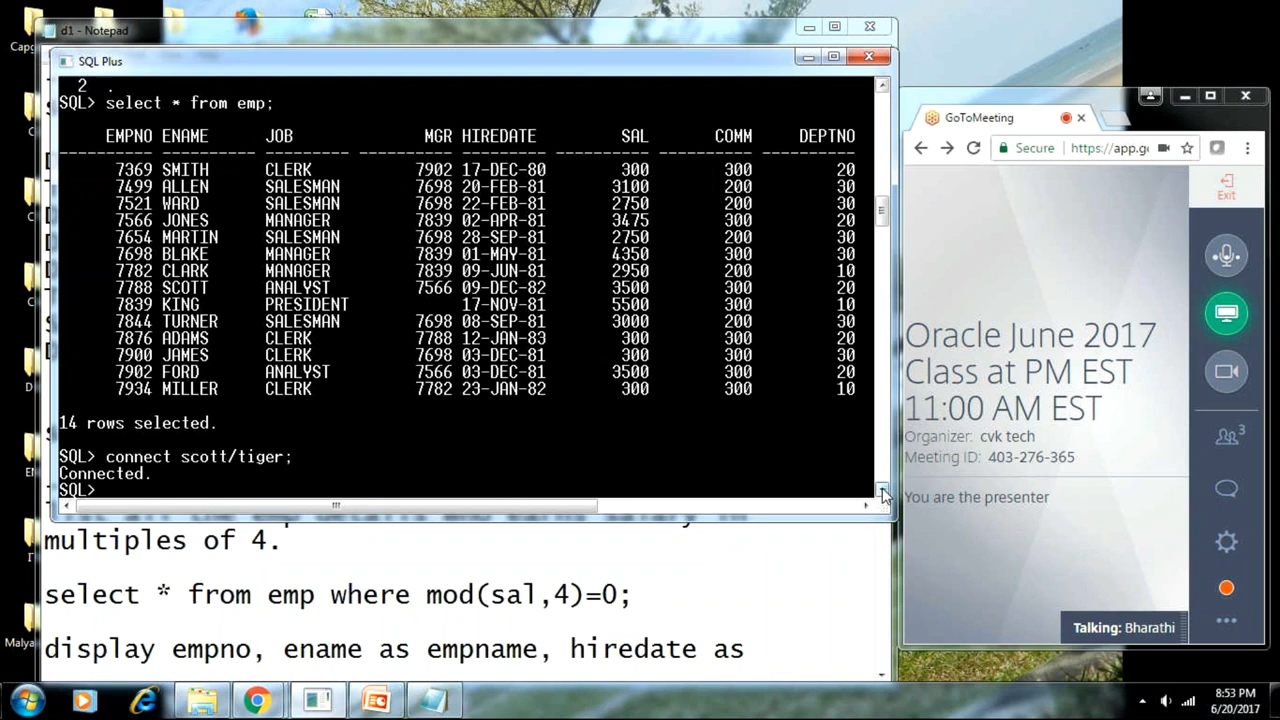 d1 - Notepad
SQL Plus
2 .
SQL> select * from emp;
EMPNO ENAME JOB MGR HIREDATE SAL COMM DEPTNO
---------- ---------- --------- ---------- --------- ---------- ---------- ----------
7369 SMITH CLERK 7902 17-DEC-80 300 300 20
7499 ALLEN SALESMAN 7698 20-FEB-81 3100 200 30
7521 WARD SALESMAN 7698 22-FEB-81 2750 200 30
7566 JONES MANAGER 7839 02-APR-81 3475 300 20
7654 MARTIN SALESMAN 7698 28-SEP-81 2750 200 30
7698 BLAKE MANAGER 7839 01-MAY-81 4350 200 30
7782 CLARK MANAGER 7839 09-JUN-81 2950 200 10
7788 SCOTT ANALYST 7566 09-DEC-82 3500 300 20
7839 KING PRESIDENT 17-NOV-81 5500 300 10
7844 TURNER SALESMAN 7698 08-SEP-81 3000 200 30
7876 ADAMS CLERK 7788 12-JAN-83 300 300 20
7900 JAMES CLERK 7698 03-DEC-81 300 300 30
7902 FORD ANALYST 7566 03-DEC-81 3500 300 20
7934 MILLER CLERK 7782 23-JAN-82 300 300 10
14 rows selected.
SQL> connect scott/tiger;
Connected.
SQL>
multiples of 4.
select * from emp where mod(sal,4)=0;
display empno, ename as empname, hiredate as
GoToMeeting
Secure https://app.g
Exit
Oracle June 2017
Class at PM EST
11:00 AM EST
Organizer: cvk tech
Meeting ID: 403-276-365
You are the presenter
3
Talking: Bharathi
Capg
Malya
8:53 PM
6/20/2017